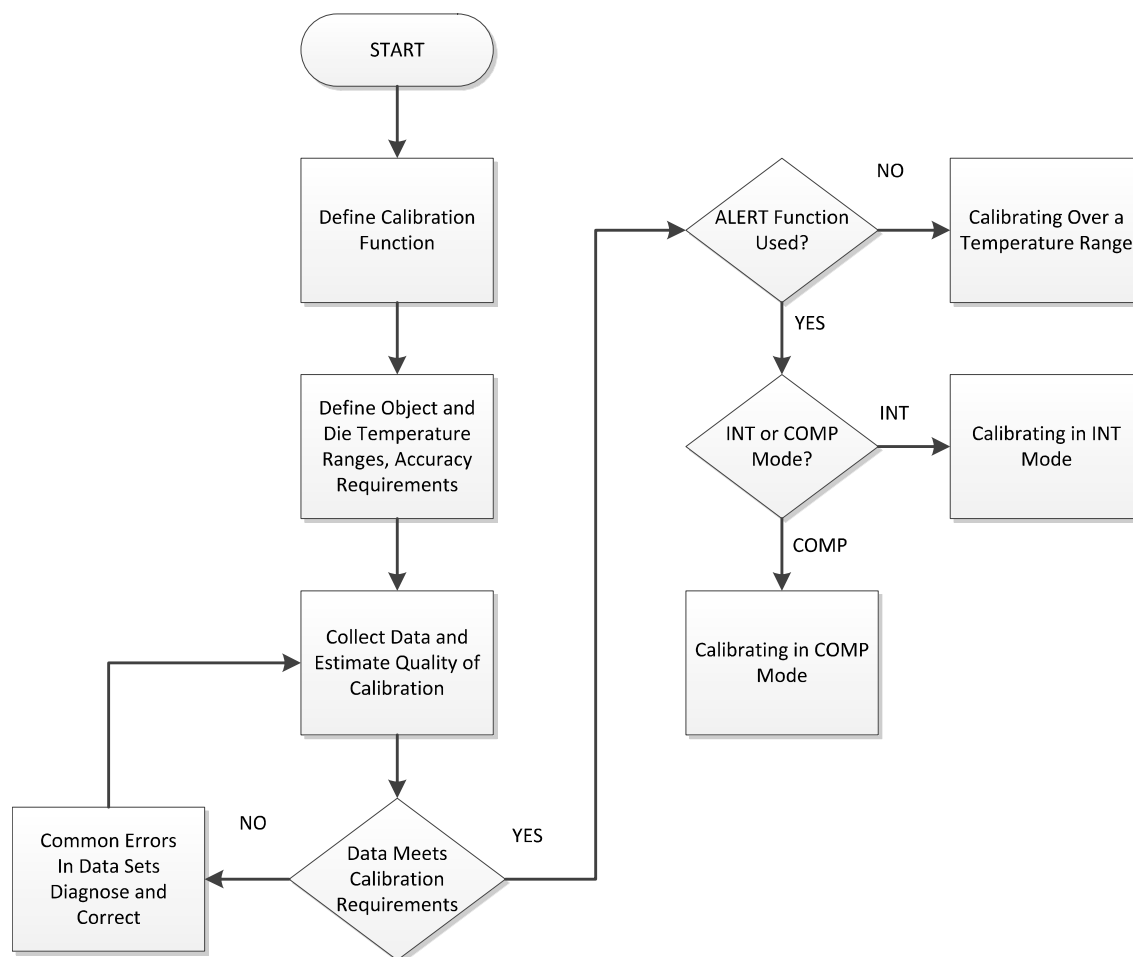 START
Define Calibration
Function
Define Object and
Die Temperature
Ranges, Accuracy
Requirements
Collect Data and
Estimate Quality of
Calibration
Data Meets
Calibration
Requirements
NO
YES
Common Errors
In Data Sets
Diagnose and
Correct
ALERT Function
Used?
NO
Calibrating Over a
Temperature Range
YES
INT or COMP
Mode?
INT
Calibrating in INT
Mode
COMP
Calibrating in COMP
Mode